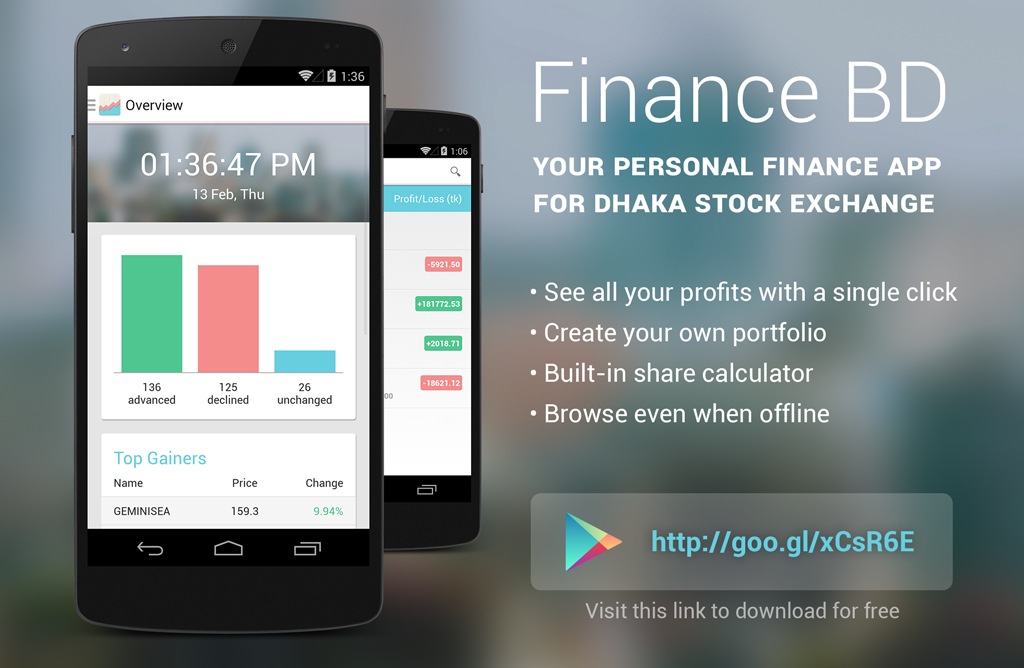 1:36
Overview
01:36:47 PM
13 Feb, Thu
136
advanced
125
declined
26
unchanged
Top Gainers
Name Price Change
GEMINISEA 159.3 9.94%
1:06
Profit/Loss (tk)
-5921.50
+181772.53
+2018.71
-18621.12
00
Finance BD
YOUR PERSONAL FINANCE APP
FOR DHAKA STOCK EXCHANGE
• See all your profits with a single click
• Create your own portfolio
• Built-in share calculator
• Browse even when offline
http://goo.gl/xCsR6E
Visit this link to download for free